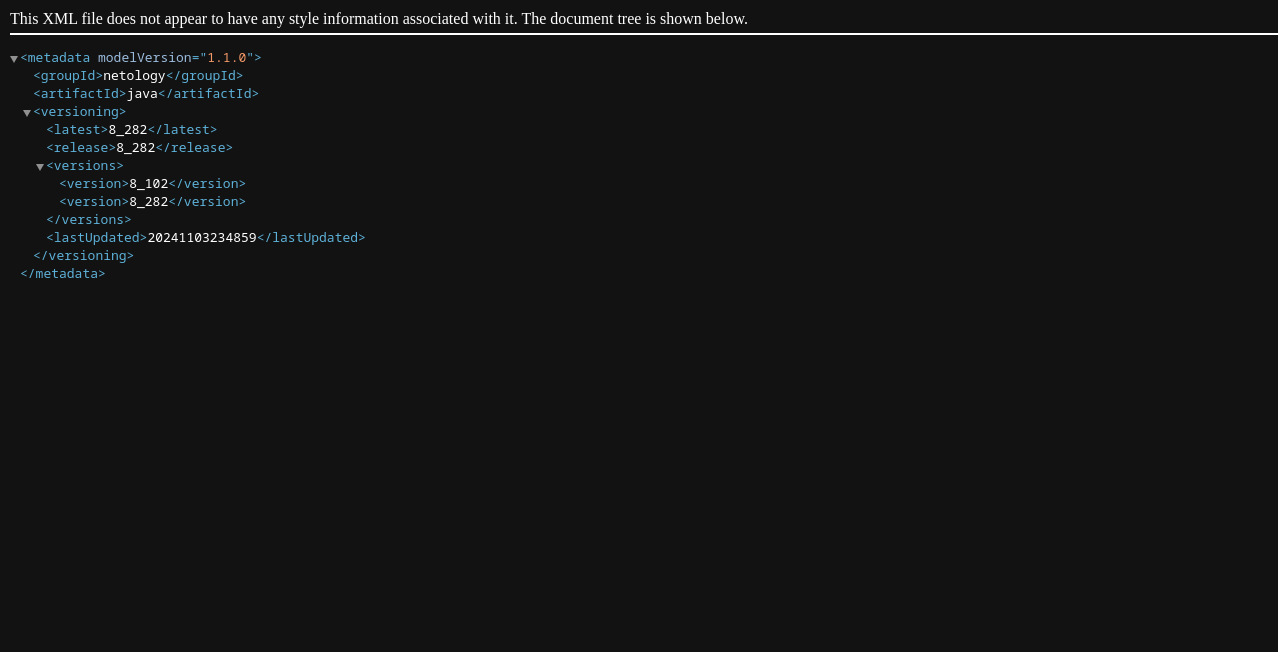 This XML file does not appear to have any style information associated with it. The document tree is shown below.
<metadata modelVersion="1.1.0">
<groupId>netology</groupId>
<artifactId>java</artifactId>
<versioning>
<latest>8_282</latest>
<release>8_282</release>
<versions>
<version>8_102</version>
<version>8_282</version>
</versions>
<lastUpdated>20241103234859</lastUpdated>
</versioning>
</metadata>